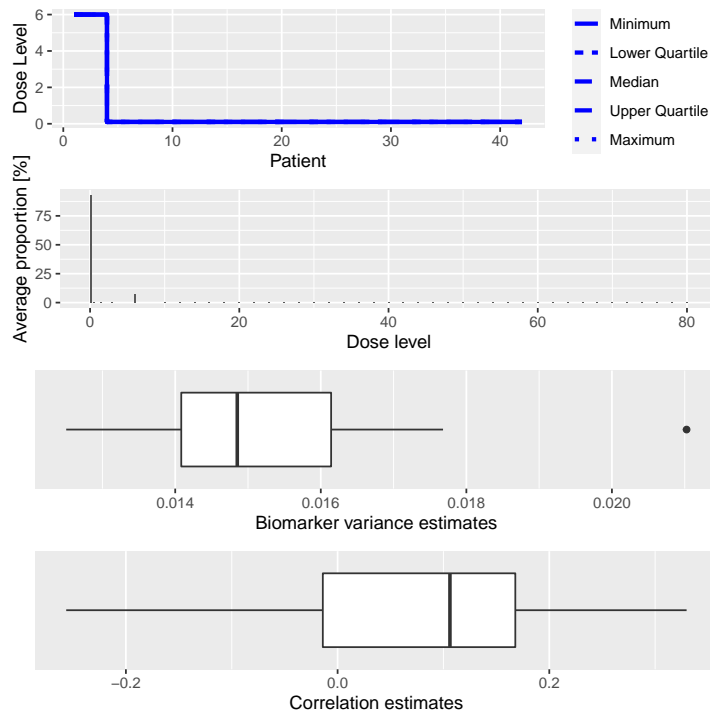 Dose Level
6
4
2
0
0
10
20
30
40
Patient
Minimum
Lower Quartile
Median
Upper Quartile
Maximum
Average proportion [%]
75
50
25
0
0
20
40
60
80
Dose level
0.014
0.016
0.018
0.020
Biomarker variance estimates
−0.2
0.0
0.2
Correlation estimates